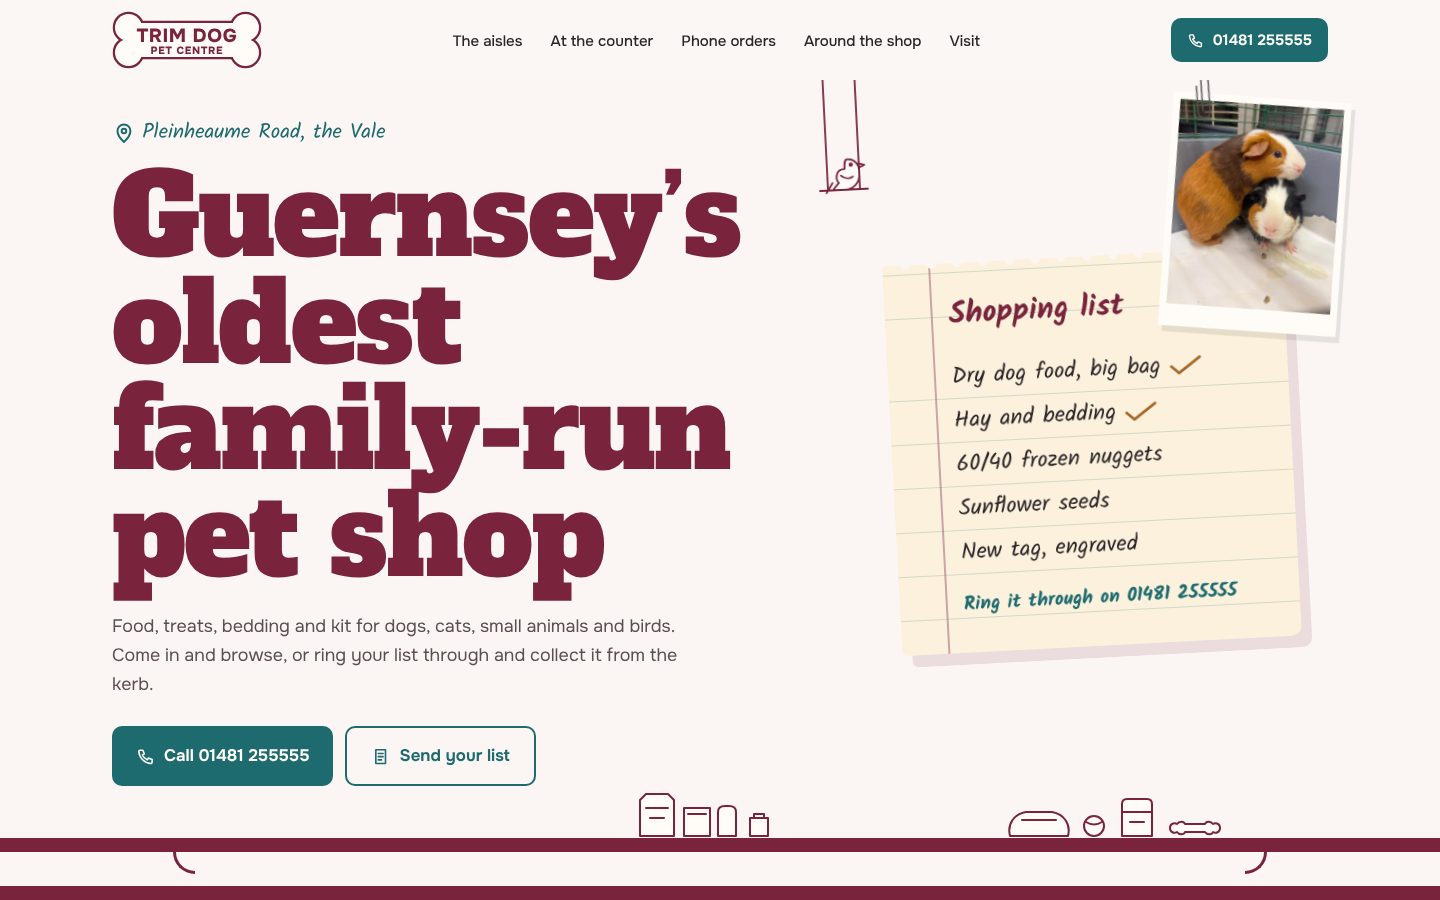 TRIM DOG
PET CENTRE
The aisles
At the counter
Phone orders
Around the shop
Visit
01481 255555
Pleinheaume Road, the Vale
Guernsey’s
oldest
family-run
pet shop
Food, treats, bedding and kit for dogs, cats, small animals and birds.
Come in and browse, or ring your list through and collect it from the
kerb.
Call 01481 255555
Send your list
Shopping list
Dry dog food, big bag
Hay and bedding
60/40 frozen nuggets
Sunflower seeds
New tag, engraved
Ring it through on 01481 255555